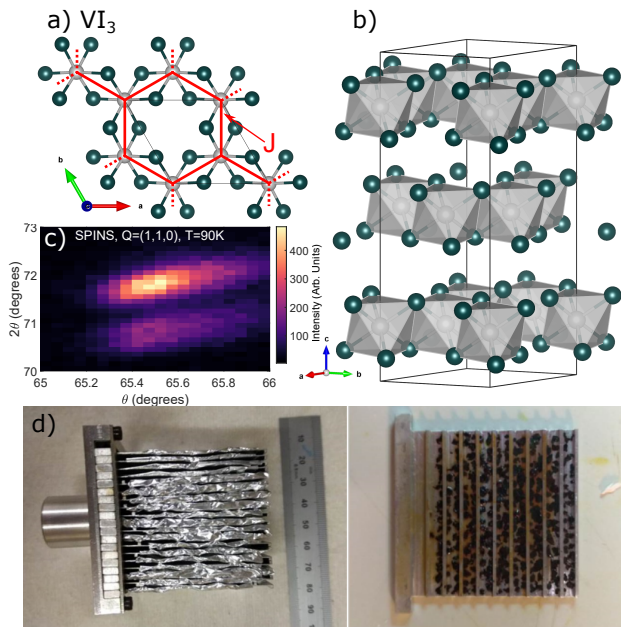 a) VI3
J
b
a
b)
c
a
b
c)
SPINS, Q=(1,1,0), T=90K
73
72
71
70
2θ (degrees)
65
65.2
65.4
65.6
65.8
66
θ (degrees)
400
300
200
100
Intensity (Arb. Units)
d)